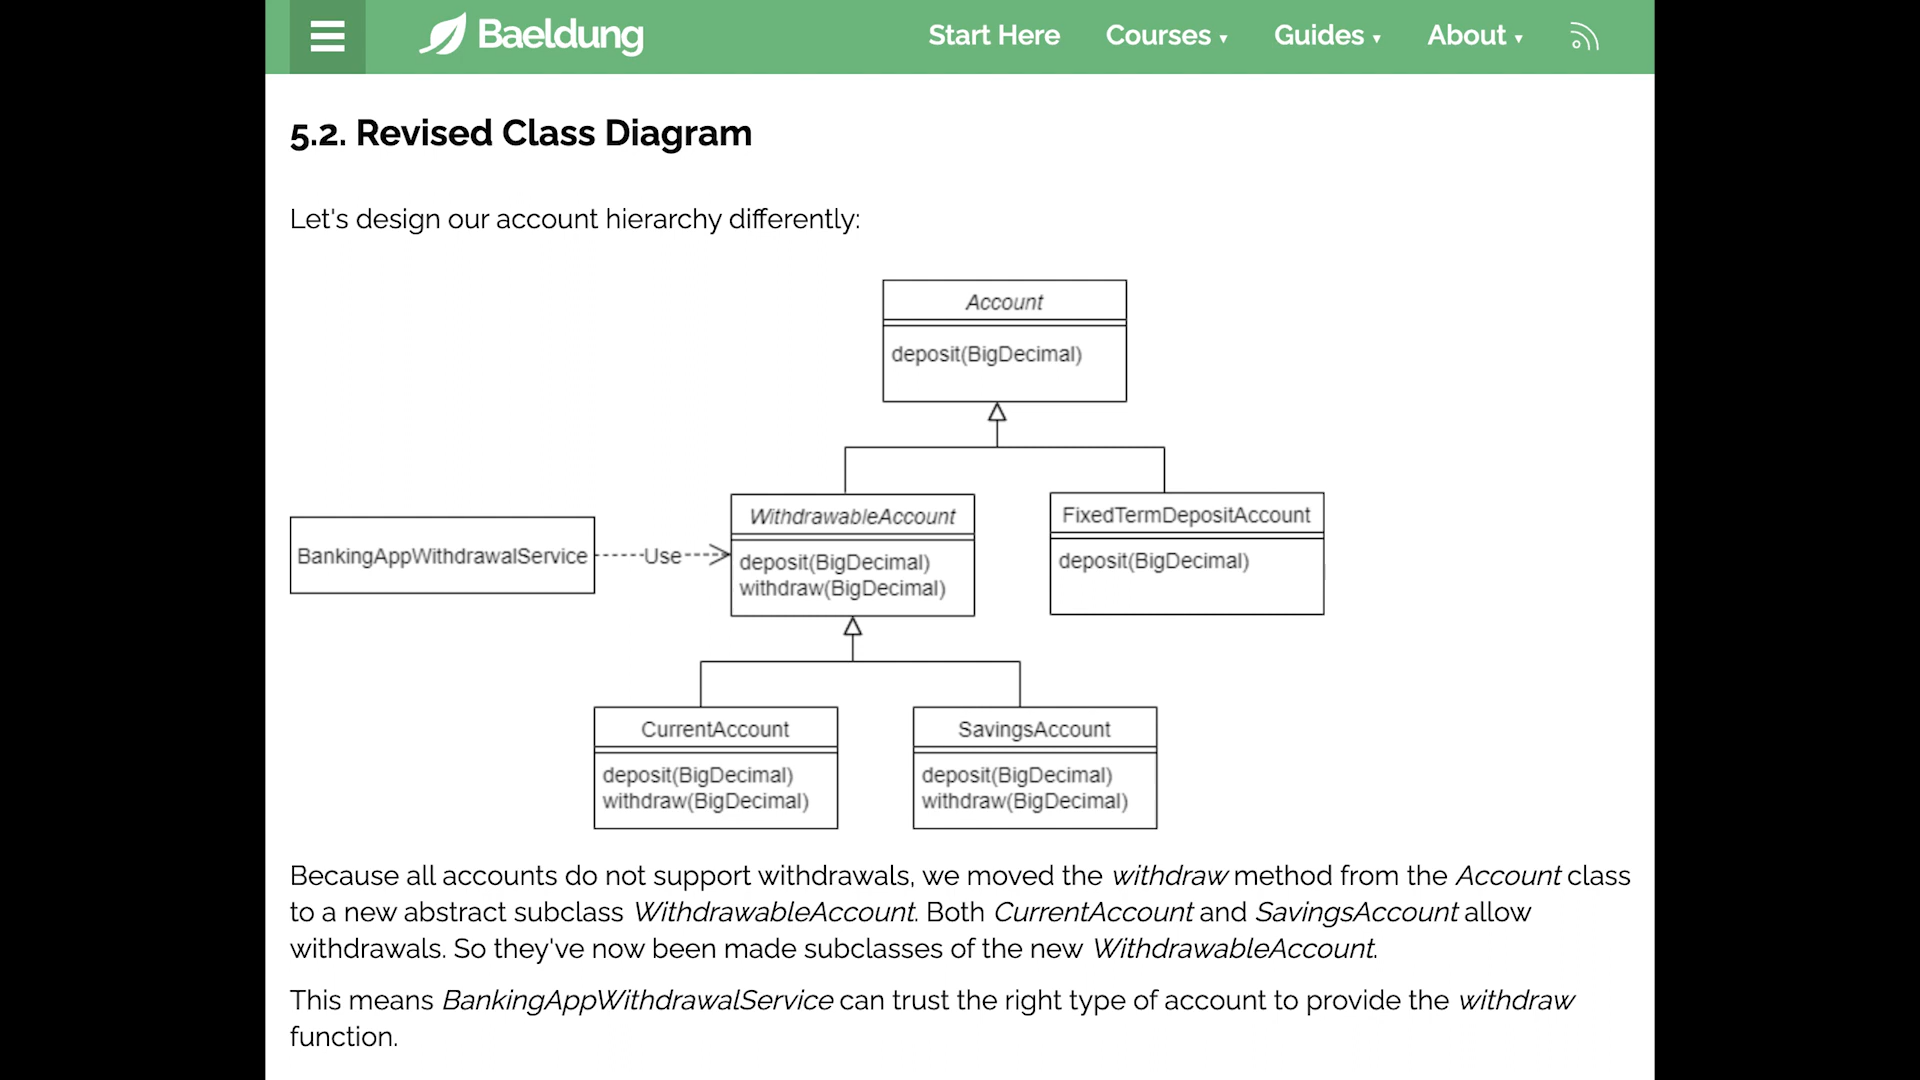 Baeldung
Start Here
Courses ▾
Guides ▾
About ▾
5.2. Revised Class Diagram
Let's design our account hierarchy differently:
Account
deposit(BigDecimal)
WithdrawableAccount
deposit(BigDecimal)
withdraw(BigDecimal)
FixedTermDepositAccount
deposit(BigDecimal)
BankingAppWithdrawalService
Use
CurrentAccount
deposit(BigDecimal)
withdraw(BigDecimal)
SavingsAccount
deposit(BigDecimal)
withdraw(BigDecimal)
Because all accounts do not support withdrawals, we moved the withdraw method from the Account class
to a new abstract subclass WithdrawableAccount. Both CurrentAccount and SavingsAccount allow
withdrawals. So they've now been made subclasses of the new WithdrawableAccount.
This means BankingAppWithdrawalService can trust the right type of account to provide the withdraw
function.